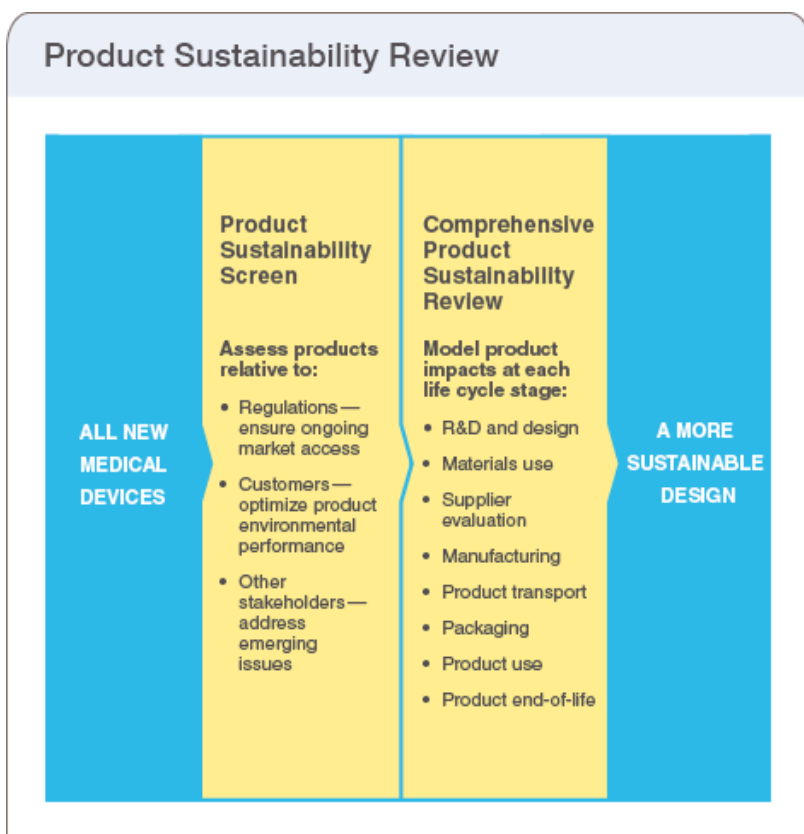 Product Sustainability Review
ALL NEW
MEDICAL
DEVICES
Product
Sustainability
Screen
Assess products
relative to:
• Regulations—
ensure ongoing
market access
• Customers—
optimize product
environmental
performance
• Other
stakeholders—
address
emerging
issues
Comprehensive
Product
Sustainability
Review
Model product
impacts at each
life cycle stage:
• R&D and design
• Materials use
• Supplier
evaluation
• Manufacturing
• Product transport
• Packaging
• Product use
• Product end-of-life
A MORE
SUSTAINABLE
DESIGN